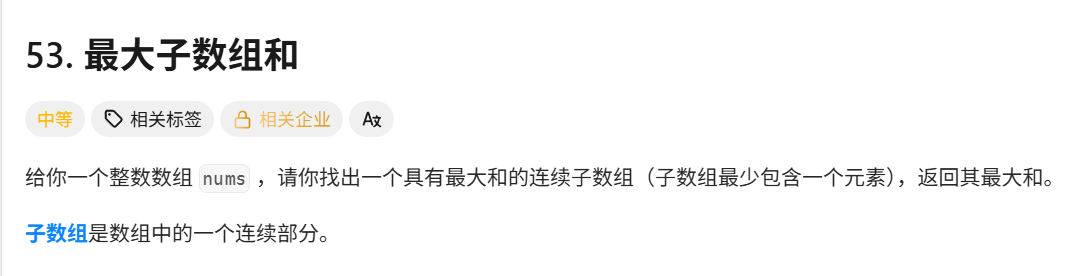 53. 最大子数组和
中等 相关标签 相关企业 A文
给你一个整数数组 nums ，请你找出一个具有最大和的连续子数组（子数组最少包含一个元素），返回其最大和。
子数组是数组中的一个连续部分。